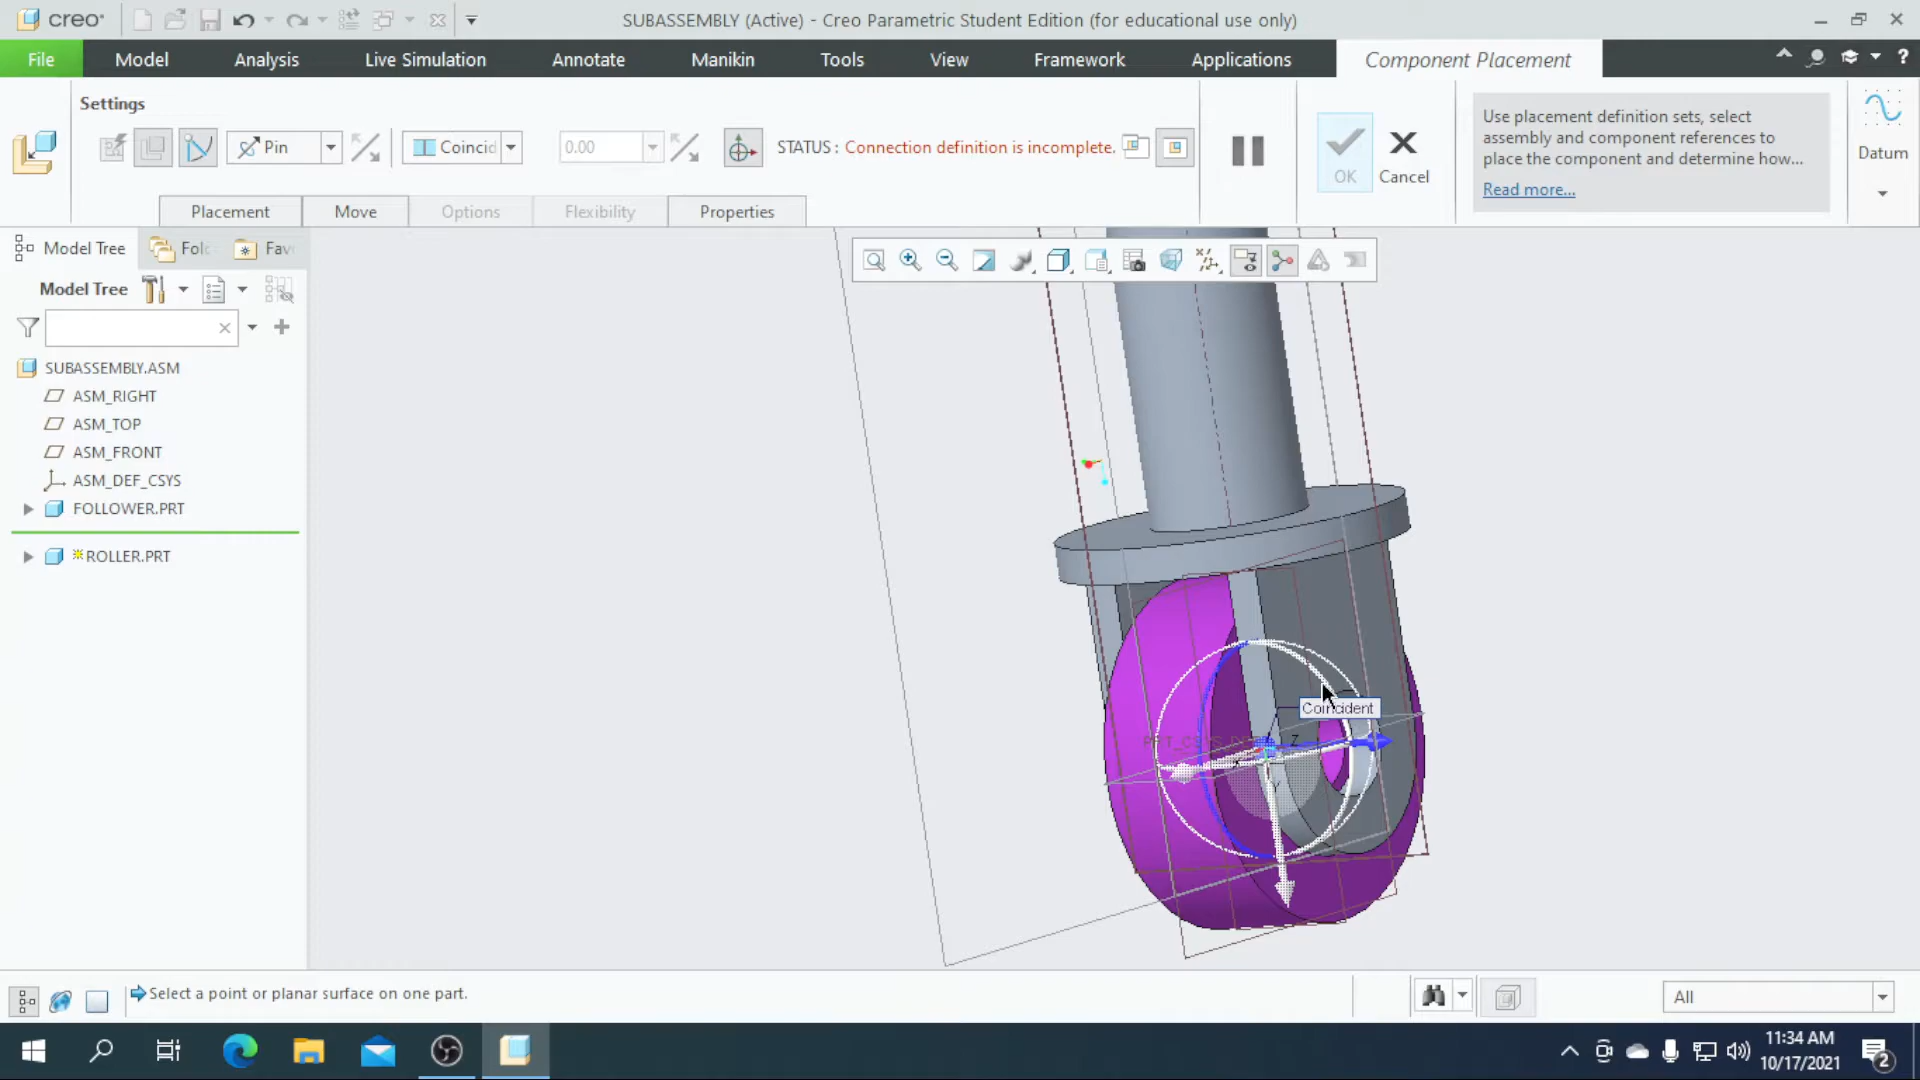 creo
SUBASSEMBLY (Active) - Creo Parametric Student Edition (for educational use only)
File
Model
Analysis
Live Simulation
Annotate
Manikin
Tools
View
Framework
Applications
Component Placement
Settings
Pin
Coincid
0.00
STATUS : Connection definition is incomplete.
OK
Cancel
Use placement definition sets, select
assembly and component references to
place the component and determine how...
Read more...
Datum
Placement
Move
Options
Flexibility
Properties
Model Tree
Fol
Fav
Model Tree
SUBASSEMBLY.ASM
ASM_RIGHT
ASM_TOP
ASM_FRONT
ASM_DEF_CSYS
FOLLOWER.PRT
ROLLER.PRT
Coincident
Z
Select a point or planar surface on one part.
All
11:34 AM
10/17/2021
2